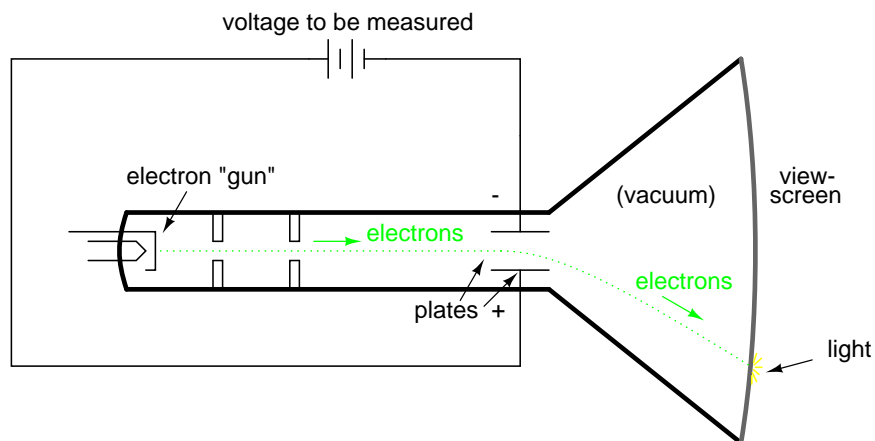 voltage to be measured
electron "gun"
-
(vacuum)
view-
screen
electrons
electrons
plates
+
light